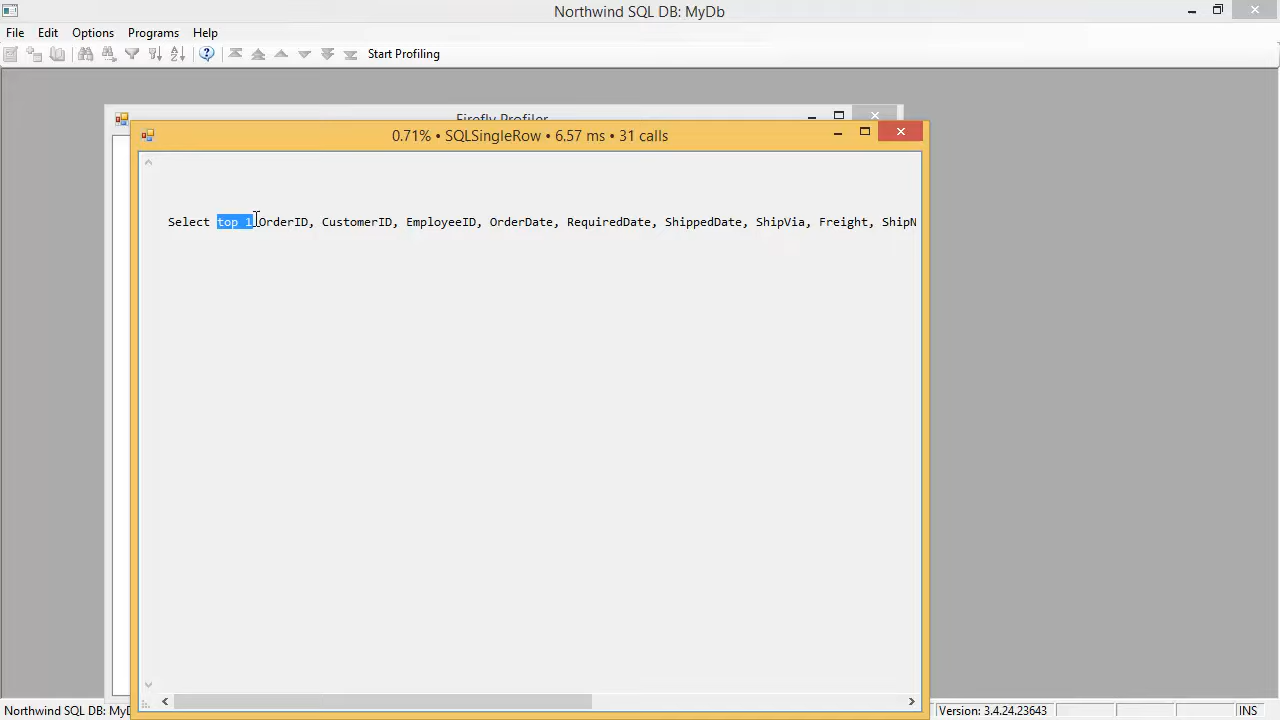 Northwind SQL DB: MyDb
File Edit Options Programs Help
Start Profiling
Firefly Profiler
0.71% • SQLSingleRow • 6.57 ms • 31 calls
Select top 1 OrderID, CustomerID, EmployeeID, OrderDate, RequiredDate, ShippedDate, ShipVia, Freight, ShipN
Northwind SQL DB: MyD
Version: 3.4.24.23643
INS